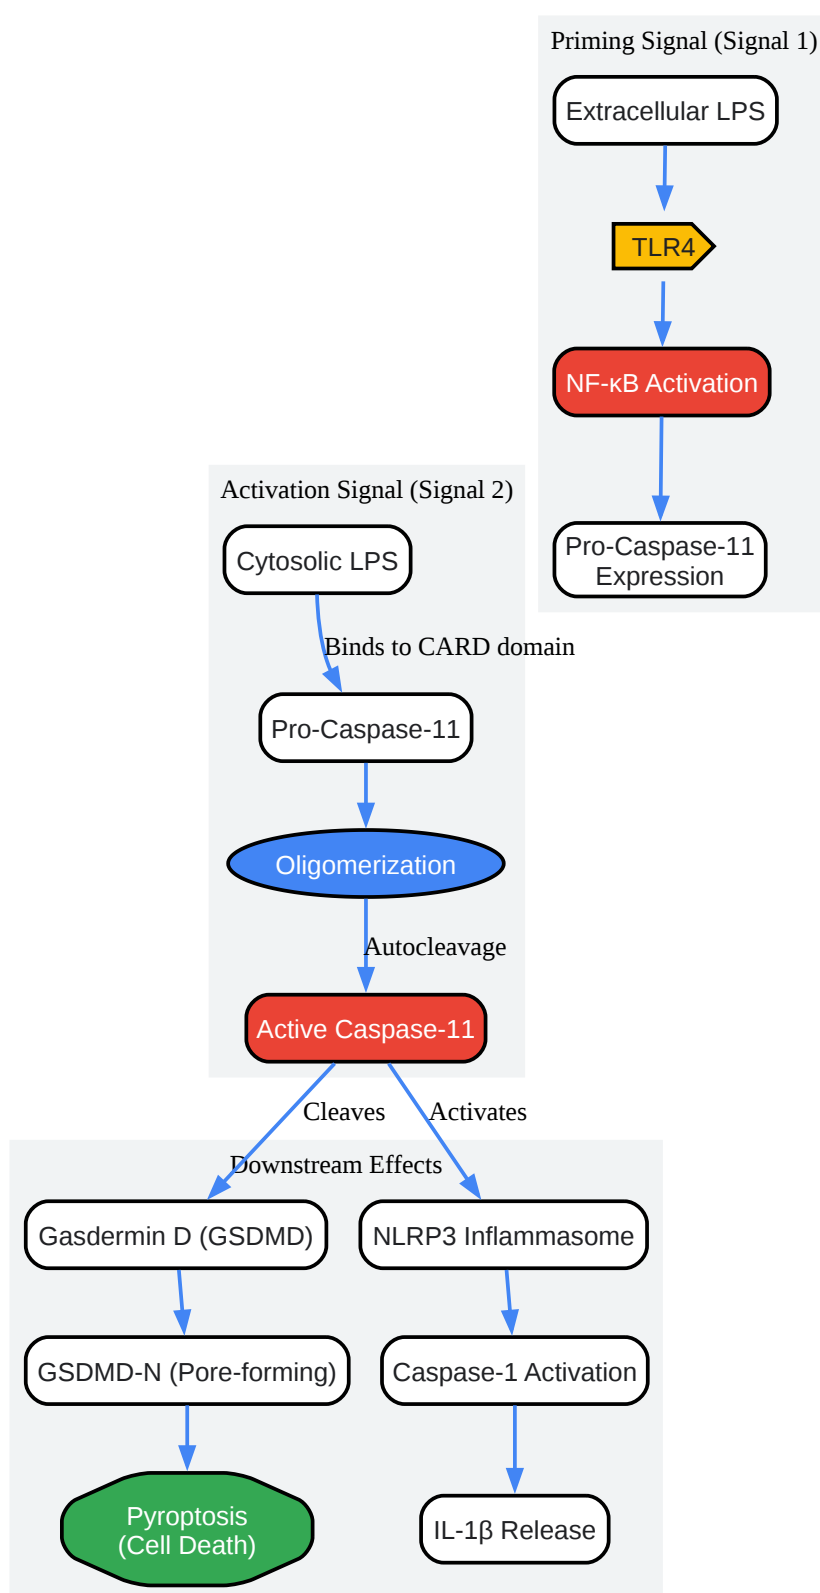 Priming Signal (Signal 1)
Extracellular LPS
TLR4
NF-κB Activation
Pro-Caspase-11
Expression
Activation Signal (Signal 2)
Cytosolic LPS
Binds to CARD domain
Pro-Caspase-11
Oligomerization
Autocleavage
Active Caspase-11
Cleaves
Activates
Downstream Effects
Gasdermin D (GSDMD)
NLRP3 Inflammasome
GSDMD-N (Pore-forming)
Caspase-1 Activation
Pyroptosis
(Cell Death)
IL-1β Release